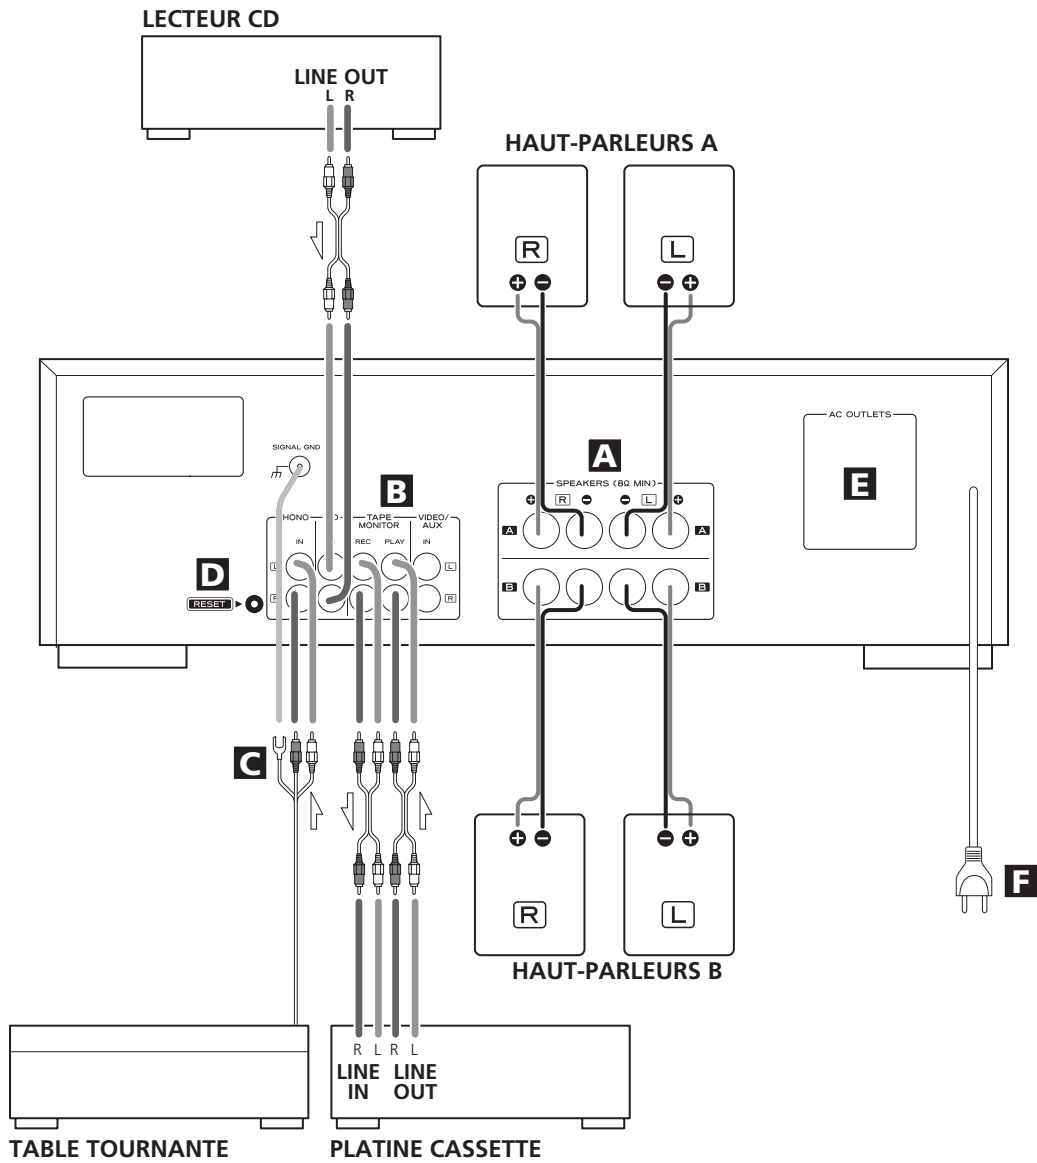 LECTEUR CD
LINE OUT
L R
HAUT-PARLEURS A
R
L
AC OUTLETS
E
SIGNAL GND
A
SPEAKERS (8Ω MIN)
+ R − − L +
B
TAPE MONITOR
VIDEO/AUX
IN
REC
PLAY
IN
A
A
L
L
D
RESET
R
R
B
B
C
F
R
L
HAUT-PARLEURS B
R L R L
LINE IN
LINE OUT
TABLE TOURNANTE
PLATINE CASSETTE